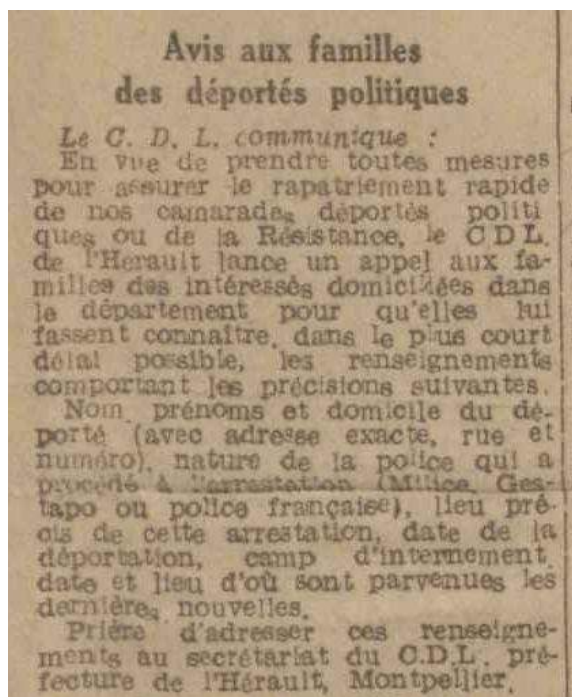 Avis aux familles
des déportés politiques
Le C. D. L. communique :
En vue de prendre toutes mesures
pour assurer le rapatriement rapide
de nos camarades déportés politi
ques ou de la Résistance, le CDL.
de l'Herault lance un appel aux fa-
milles des intéressés domiciliées dans
le département pour qu'elles lui
fassent connaître, dans le plus court
délai possible, les renseignements
comportant les précisions suivantes.
Nom, prénoms et domicile du dé-
porté (avec adresse exacte, rue et
numéro), nature de la police qui a
procédé à l'arrestation (Milice, Ges-
tapo ou police française), lieu pré-
cis de cette arrestation, date de la
déportation, camp d'internement,
date et lieu d'où sont parvenues les
dernières nouvelles.
Prière d'adresser ces renseigne-
ments au secrétariat du C.D.L. pré-
fecture de l'Hérault, Montpellier.